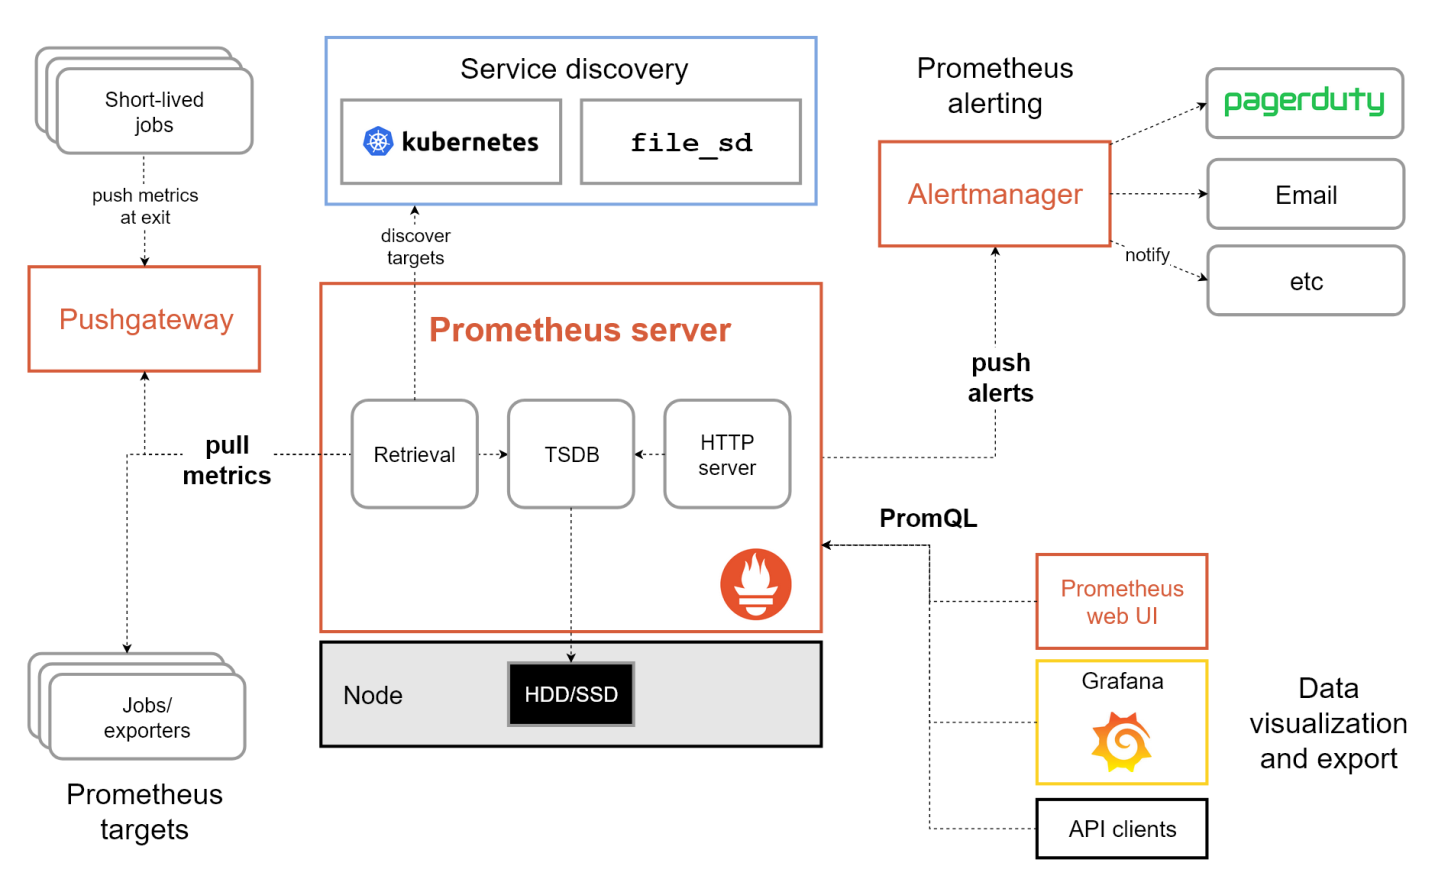 Short-lived
jobs
push metrics
at exit
Pushgateway
Service discovery
kubernetes
file_sd
discover
targets
Prometheus
alerting
Alertmanager
pagerduty
Email
etc
notify
Prometheus server
Retrieval
TSDB
HTTP
server
pull
metrics
push
alerts
PromQL
Node
HDD/SSD
Jobs/
exporters
Prometheus
targets
Prometheus
web UI
Grafana
API clients
Data
visualization
and export